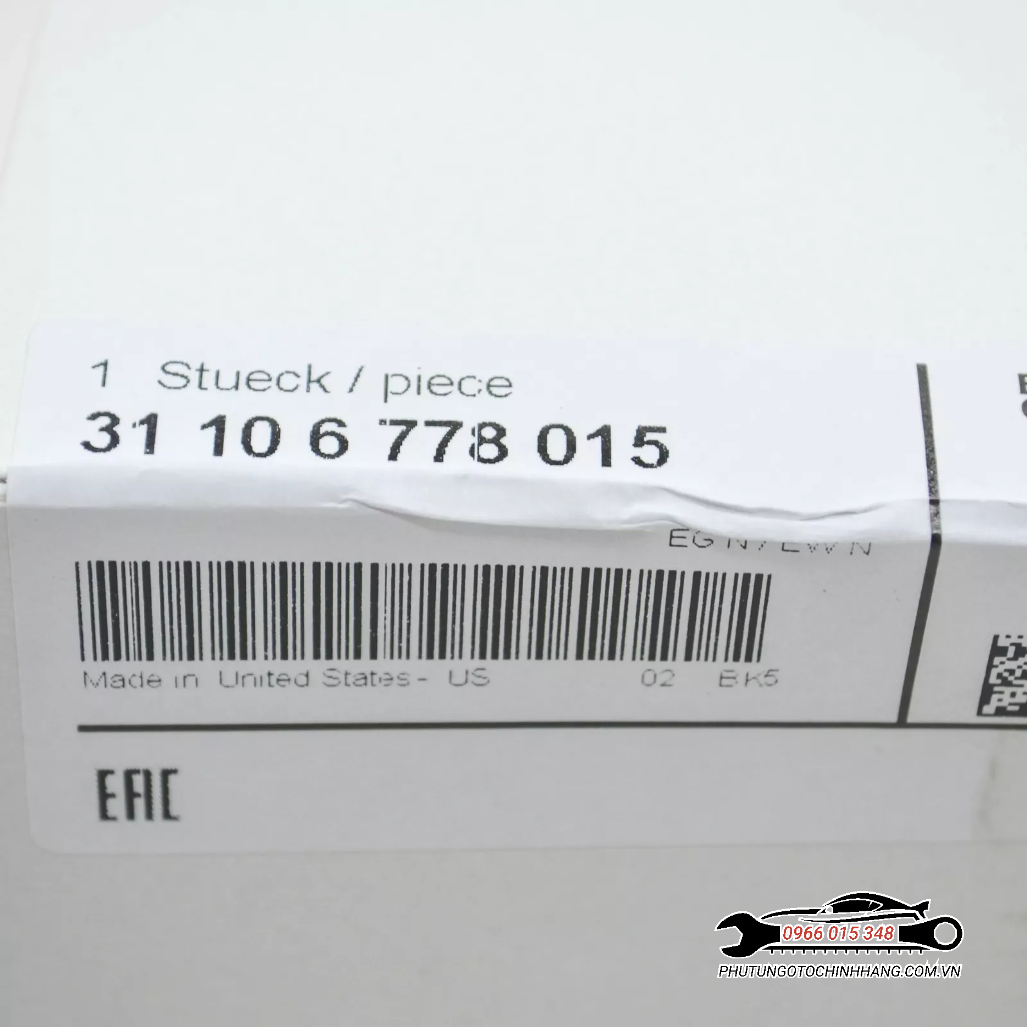 1 Stueck / piece
31 10 6 778 015
Made in United States - US 02 BK5
EAC
0966 015 348
PHUTUNGOTOCHINHHANG.COM.VN